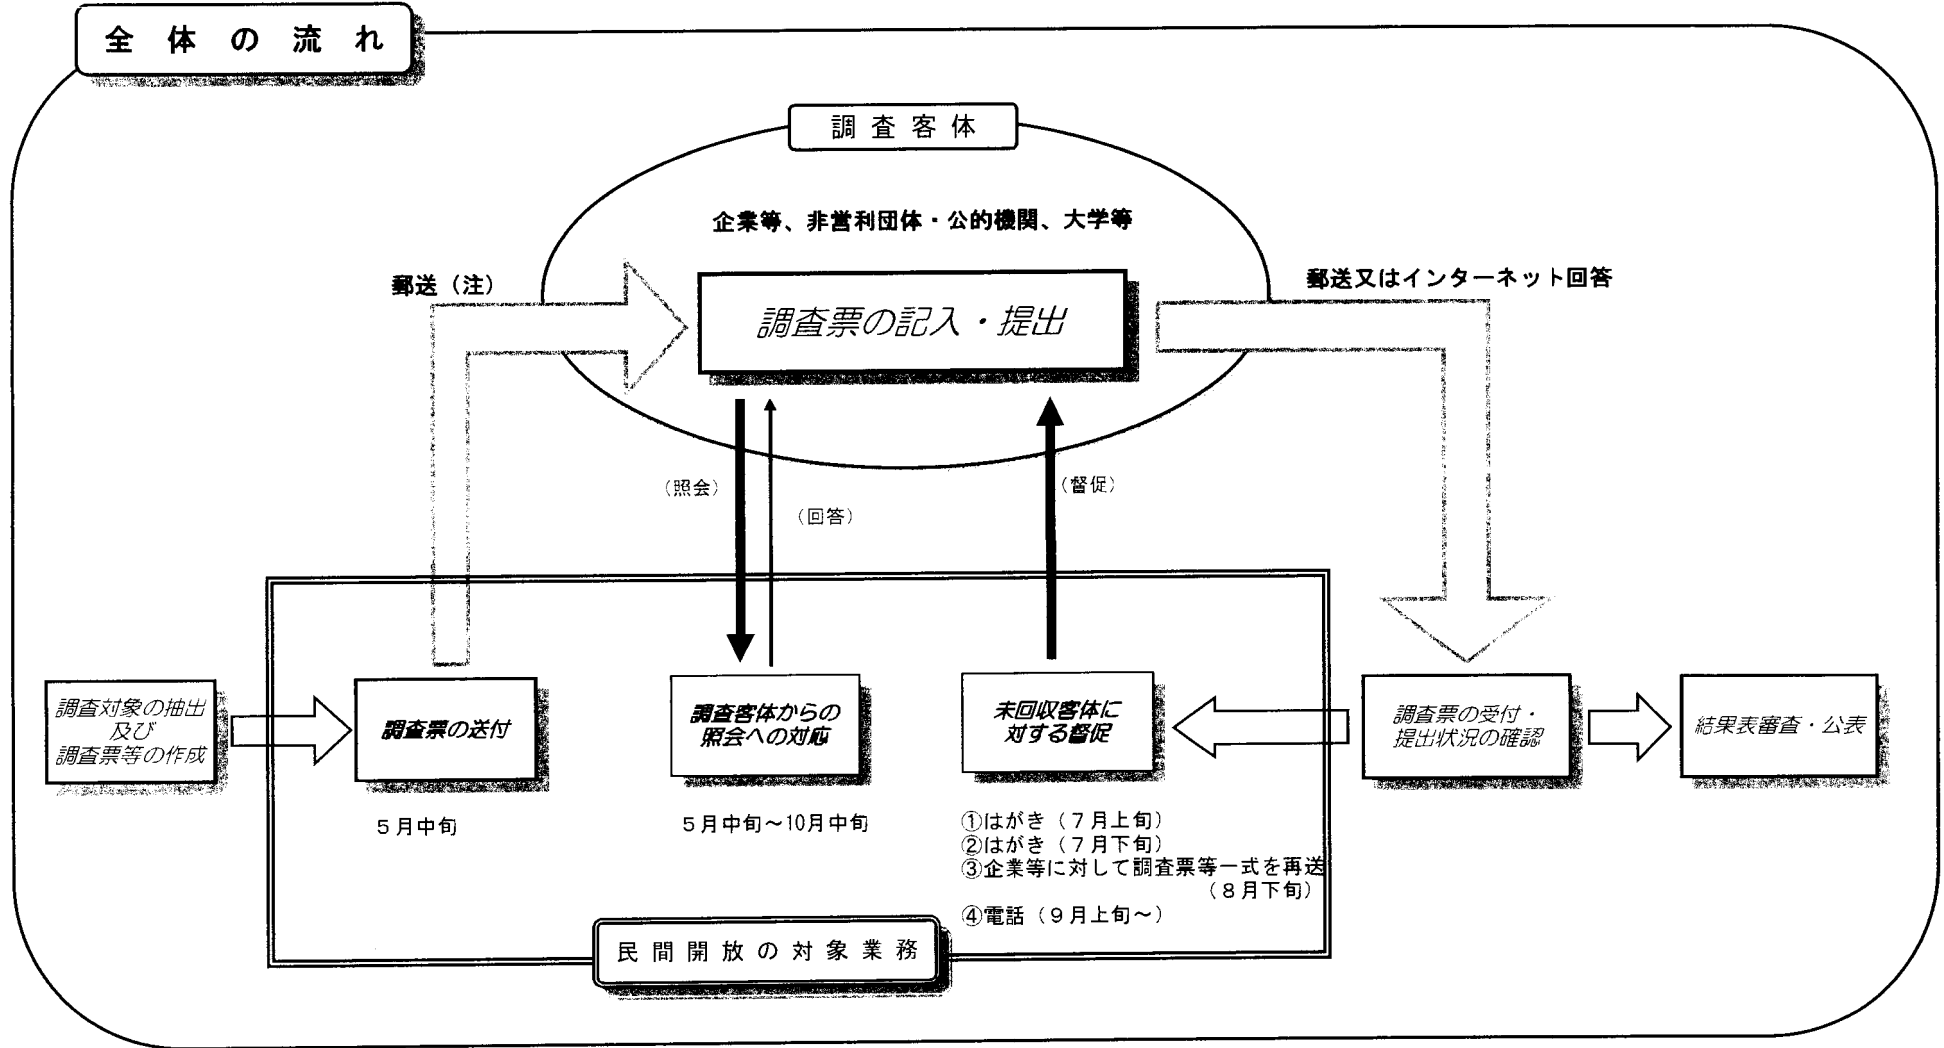 全体の流れ
調査客体
企業等、非営利団体・公的機関、大学等
郵送（注）
郵送又はインターネット回答
調査票の記入・提出
（照会）
（回答）
（督促）
調査対象の抽出
及び
調査票等の作成
調査票の送付
調査客体からの
照会への対応
未回収客体に
対する督促
調査票の受付・
提出状況の確認
結果表審査・公表
５月中旬
５月中旬～10月中旬
①はがき（７月上旬）
②はがき（７月下旬）
③企業等に対して調査票等一式を再送
（８月下旬）
④電話（９月上旬～）
民間開放の対象業務